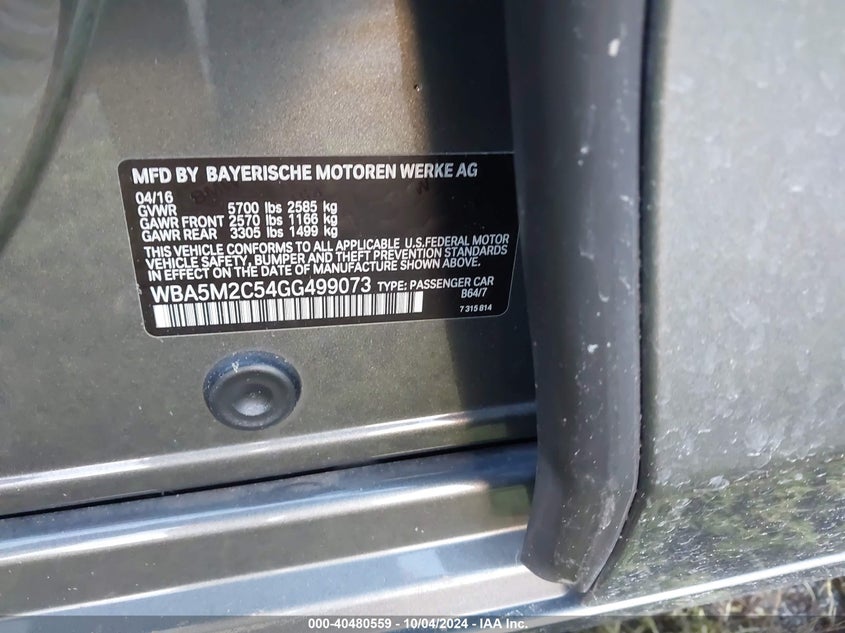 MFD BY BAYERISCHE MOTOREN WERKE AG
04/16
GVWR 5700 lbs 2585 kg
GAWR FRONT 2570 lbs 1166 kg
GAWR REAR 3305 lbs 1499 kg
THIS VEHICLE CONFORMS TO ALL APPLICABLE U.S.FEDERAL MOTOR
VEHICLE SAFETY, BUMPER AND THEFT PREVENTION STANDARDS
IN EFFECT ON THE DATE OF MANUFACTURE SHOWN ABOVE.
WBA5M2C54GG499073 TYPE: PASSENGER CAR
B64/7
7 315 814
000-40480559 - 10/04/2024 - IAA Inc.